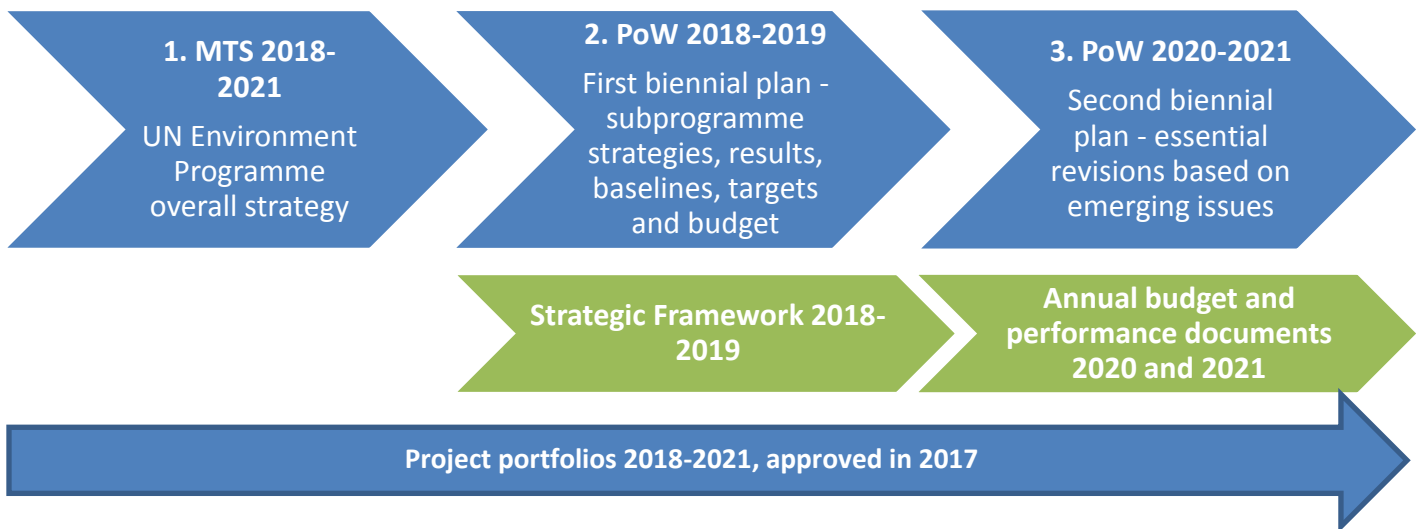 1. MTS 2018-
2021
UN Environment
Programme
overall strategy
2. PoW 2018-2019
First biennial plan -
subprogramme
strategies, results,
baselines, targets
and budget
3. PoW 2020-2021
Second biennial
plan - essential
revisions based on
emerging issues
Strategic Framework 2018-
2019
Annual budget and
performance documents
2020 and 2021
Project portfolios 2018-2021, approved in 2017